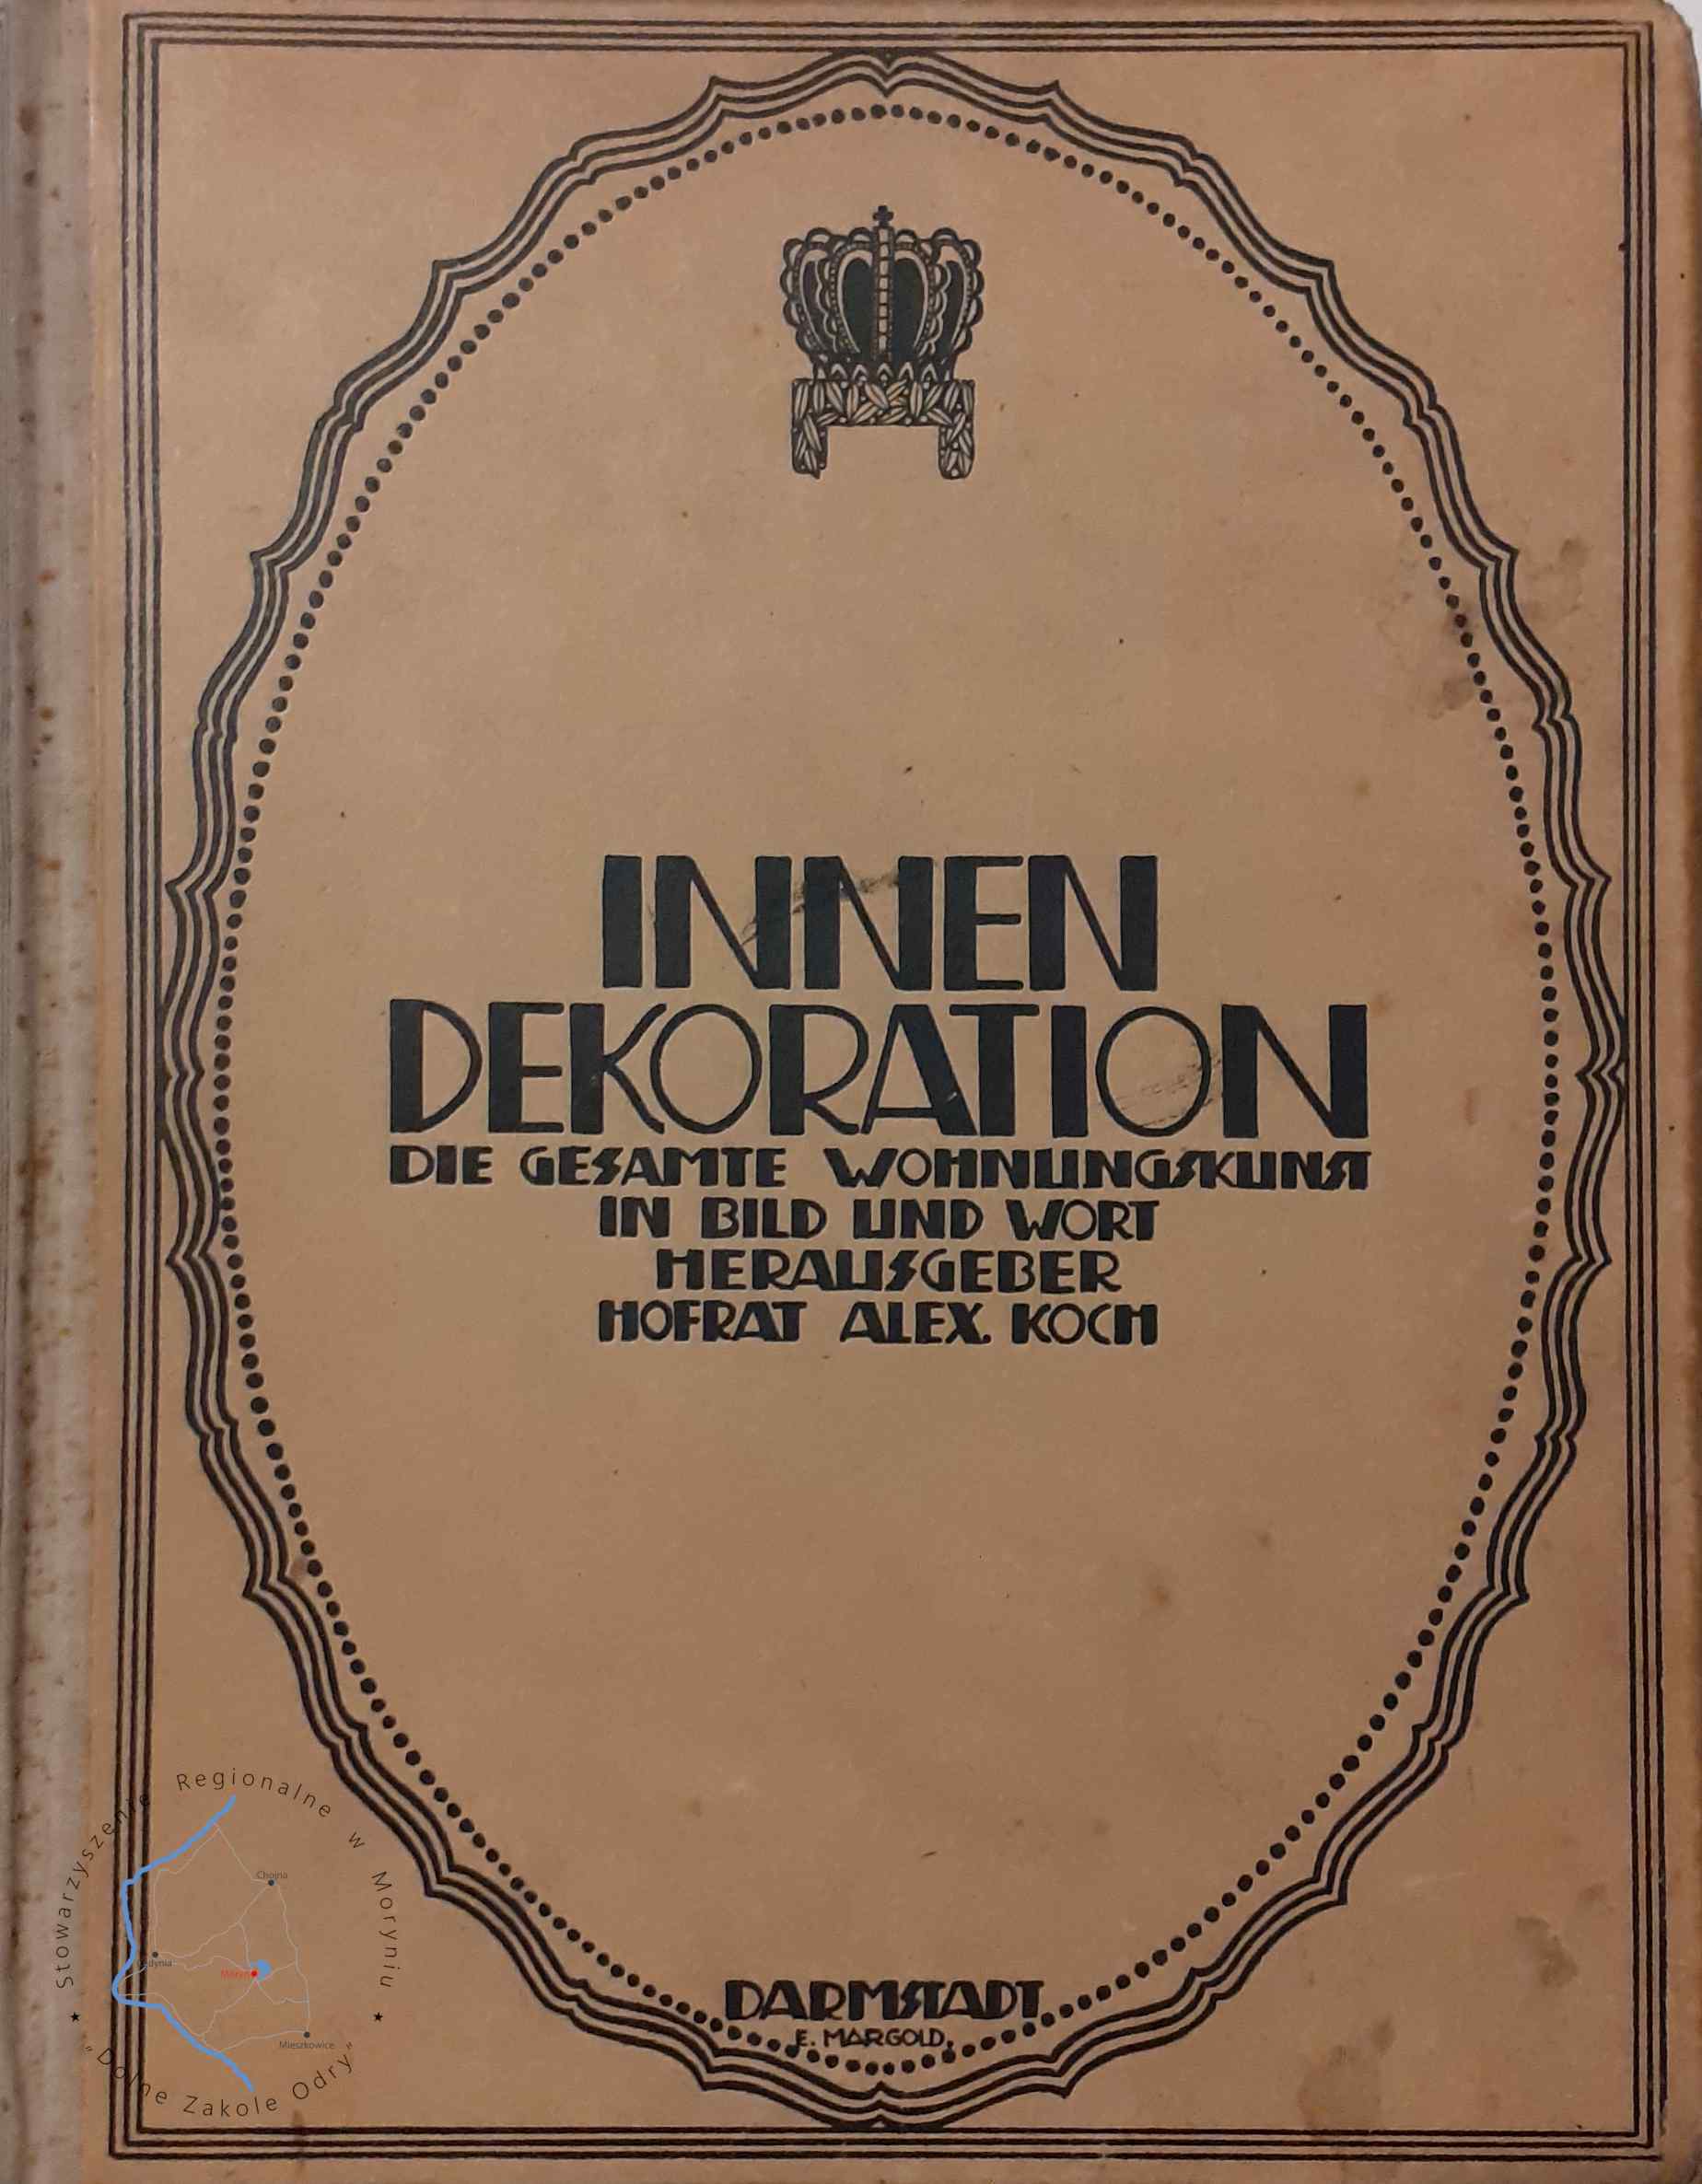 INNEN
DEKORATION
DIE GESAMTE WOHNUNGSKUNST
IN BILD UND WORT
HERAUSGEBER
HOFRAT ALEX. KOCH
DARMSTADT
E. MARGOLD.
Stowarzyszenie Regionalne w Moryniu
Chojna
Moryń
Mieszkowice
"Dolne Zakole Odry"